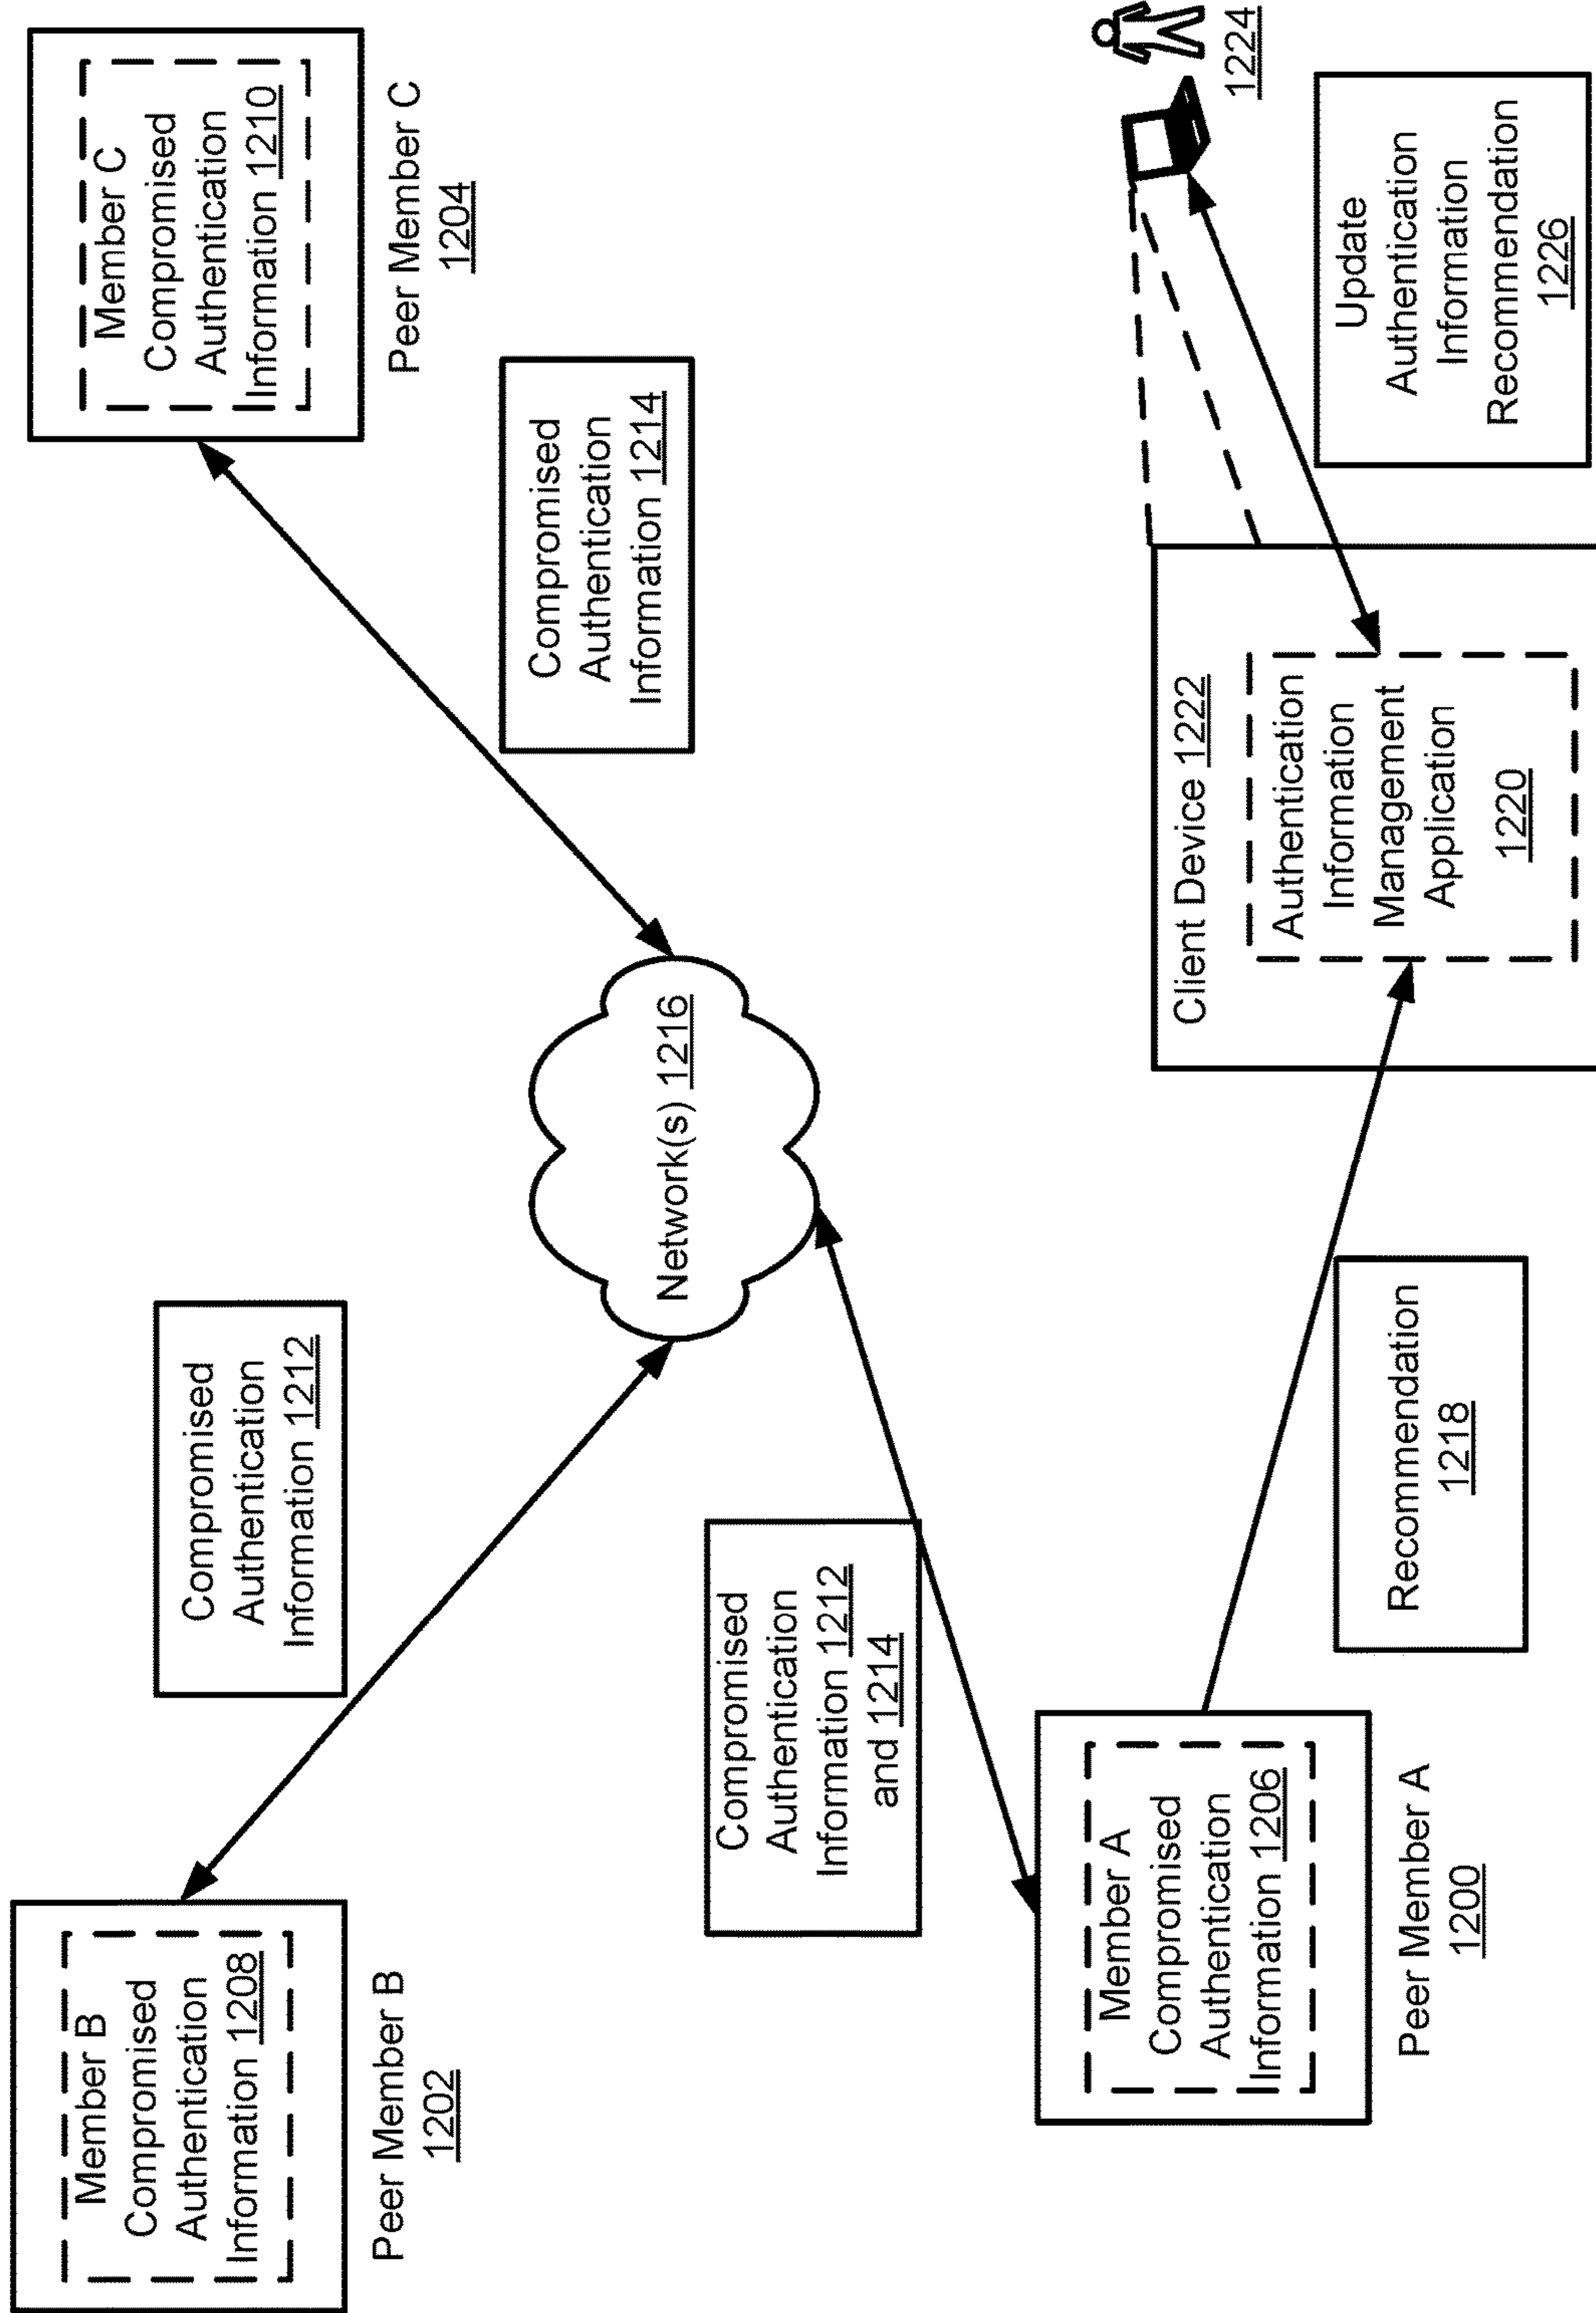 Member B
Compromised
Authentication
Information 1208
Peer Member B
1202
Compromised
Authentication
Information 1212
Member C
Compromised
Authentication
Information 1210
Peer Member C
1204
Compromised
Authentication
Information 1214
Network(s) 1216
Compromised
Authentication
Information 1212
and 1214
Member A
Compromised
Authentication
Information 1206
Peer Member A
1200
Recommendation
1218
Client Device 1222
Authentication
Information
Management
Application
1220
1224
Update
Authentication
Information
Recommendation
1226